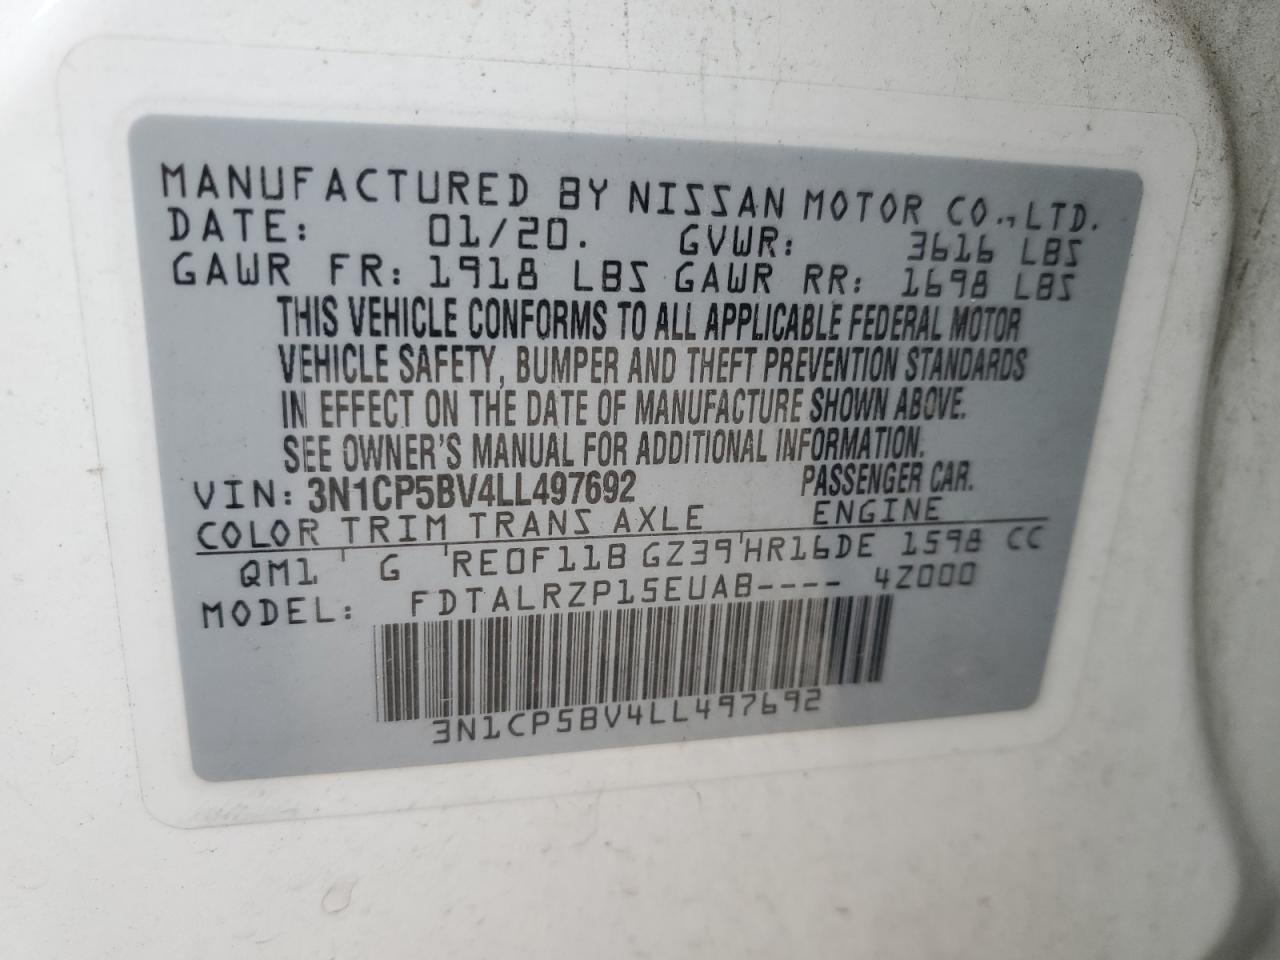 MANUFACTURED BY NISSAN MOTOR CO., LTD.
DATE: 01/20. GVWR: 3616 LBS
GAWR FR: 1918 LBS GAWR RR: 1698 LBS
THIS VEHICLE CONFORMS TO ALL APPLICABLE FEDERAL MOTOR
VEHICLE SAFETY, BUMPER AND THEFT PREVENTION STANDARDS
IN EFFECT ON THE DATE OF MANUFACTURE SHOWN ABOVE.
SEE OWNER'S MANUAL FOR ADDITIONAL INFORMATION.
VIN: 3N1CP5BV4LL497692 PASSENGER CAR.
COLOR TRIM TRANS AXLE ENGINE
QM1 G RE0F11B GZ39 HR16DE 1598 CC
MODEL: FDTALRZP15EUAB---- 4Z000
3N1CP5BV4LL497692